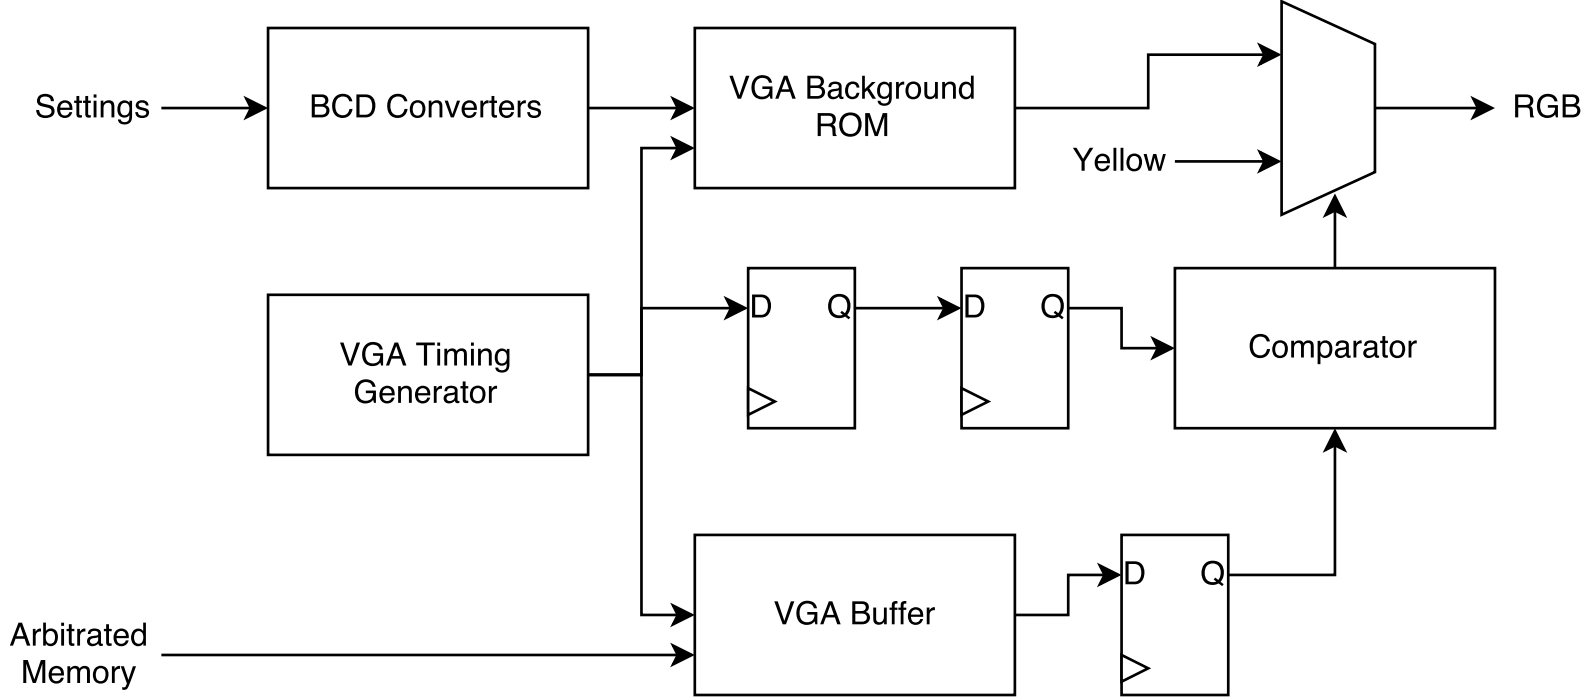 Settings
BCD Converters
VGA Background
ROM
RGB
Yellow
VGA Timing
Generator
D Q
D Q
Comparator
Arbitrated
Memory
VGA Buffer
D Q